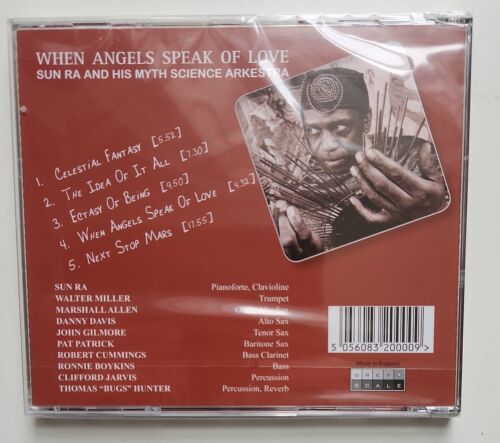 WHEN ANGELS SPEAK OF LOVE
SUN RA AND HIS MYTH SCIENCE ARKESTRA
1. CELESTIAL FANTASY [5.52]
2. THE IDEA OF IT ALL [7.30]
3. ECTASY OF BEING [9.50]
4. WHEN ANGELS SPEAK OF LOVE [4.32]
5. NEXT STOP MARS [17.55]
SUN RA Pianoforte, Clavioline
WALTER MILLER Trumpet
MARSHALL ALLEN Alto Sax
DANNY DAVIS Alto Sax
JOHN GILMORE Tenor Sax
PAT PATRICK Baritone Sax
ROBERT CUMMINGS Bass Clarinet
RONNIE BOYKINS Bass
CLIFFORD JARVIS Percussion
THOMAS "BUGS" HUNTER Percussion, Reverb
5 056083 200009 >
Made in England
GREY
SCALE